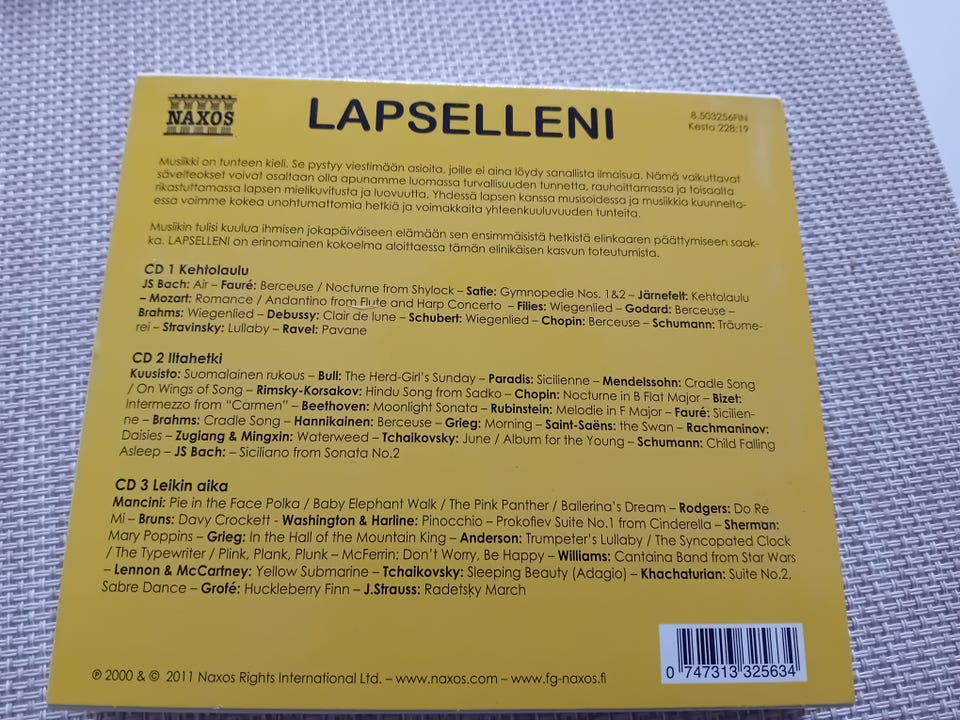 NAXOS
LAPSELLENI
8.503256FIN
Kesto 228:19
Musiikki on tunteen kieli. Se pystyy viestimään asioita, joille ei aina löydy sanallista ilmaisua. Nämä vaikuttavat
sävelteokset voivat osaltaan olla apunamme luomassa turvallisuuden tunnetta, rauhoittamassa ja toisaalta
rikastuttamassa lapsen mielikuvitusta ja luovuutta. Yhdessä lapsen kanssa musisoidessa ja musiikkia kuunnelta-
essa voimme kokea unohtumattomia hetkiä ja voimakkaita yhteenkuuluvuuden tunteita.
Musiikin tulisi kuulua ihmisen jokapäiväiseen elämään sen ensimmäisistä hetkistä elinkaaren päättymiseen saak-
ka. LAPSELLENI on erinomainen kokoelma aloittaessa tämän elinikäisen kasvun toteutumista.
CD 1 Kehtolaulu
JS Bach: Air – Fauré: Berceuse / Nocturne from Shylock – Satie: Gymnopedie Nos. 1&2 – Järnefelt: Kehtolaulu
– Mozart: Romance / Andantino from Flute and Harp Concerto – Filies: Wiegenlied – Godard: Berceuse –
Brahms: Wiegenlied – Debussy: Clair de lune – Schubert: Wiegenlied – Chopin: Berceuse – Schumann: Träume-
rei – Stravinsky: Lullaby – Ravel: Pavane
CD 2 Iltahetki
Kuusisto: Suomalainen rukous – Bull: The Herd-Girl's Sunday – Paradis: Sicilienne – Mendelssohn: Cradle Song
/ On Wings of Song – Rimsky-Korsakov: Hindu Song from Sadko – Chopin: Nocturne in B Flat Major – Bizet:
Intermezzo from "Carmen" – Beethoven: Moonlight Sonata – Rubinstein: Melodie in F Major – Fauré: Sicilien-
ne – Brahms: Cradle Song – Hannikainen: Berceuse – Grieg: Morning – Saint-Saëns: the Swan – Rachmaninov:
Daisies – Zugiang & Mingxin: Waterweed – Tchaikovsky: June / Album for the Young – Schumann: Child Falling
Asleep – JS Bach: – Siciliano from Sonata No.2
CD 3 Leikin aika
Mancini: Pie in the Face Polka / Baby Elephant Walk / The Pink Panther / Ballerina's Dream – Rodgers: Do Re
Mi – Bruns: Davy Crockett - Washington & Harline: Pinocchio – Prokofiev Suite No.1 from Cinderella – Sherman:
Mary Poppins – Grieg: In the Hall of the Mountain King – Anderson: Trumpeter's Lullaby / The Syncopated Clock
/ The Typewriter / Plink, Plank, Plunk – McFerrin: Don't Worry, Be Happy – Williams: Cantaina Band from Star Wars
– Lennon & McCartney: Yellow Submarine – Tchaikovsky: Sleeping Beauty (Adagio) – Khachaturian: Suite No.2,
Sabre Dance – Grofé: Huckleberry Finn – J.Strauss: Radetsky March
℗ 2000 & © 2011 Naxos Rights International Ltd. – www.naxos.com – www.fg-naxos.fi
0 747313 325634